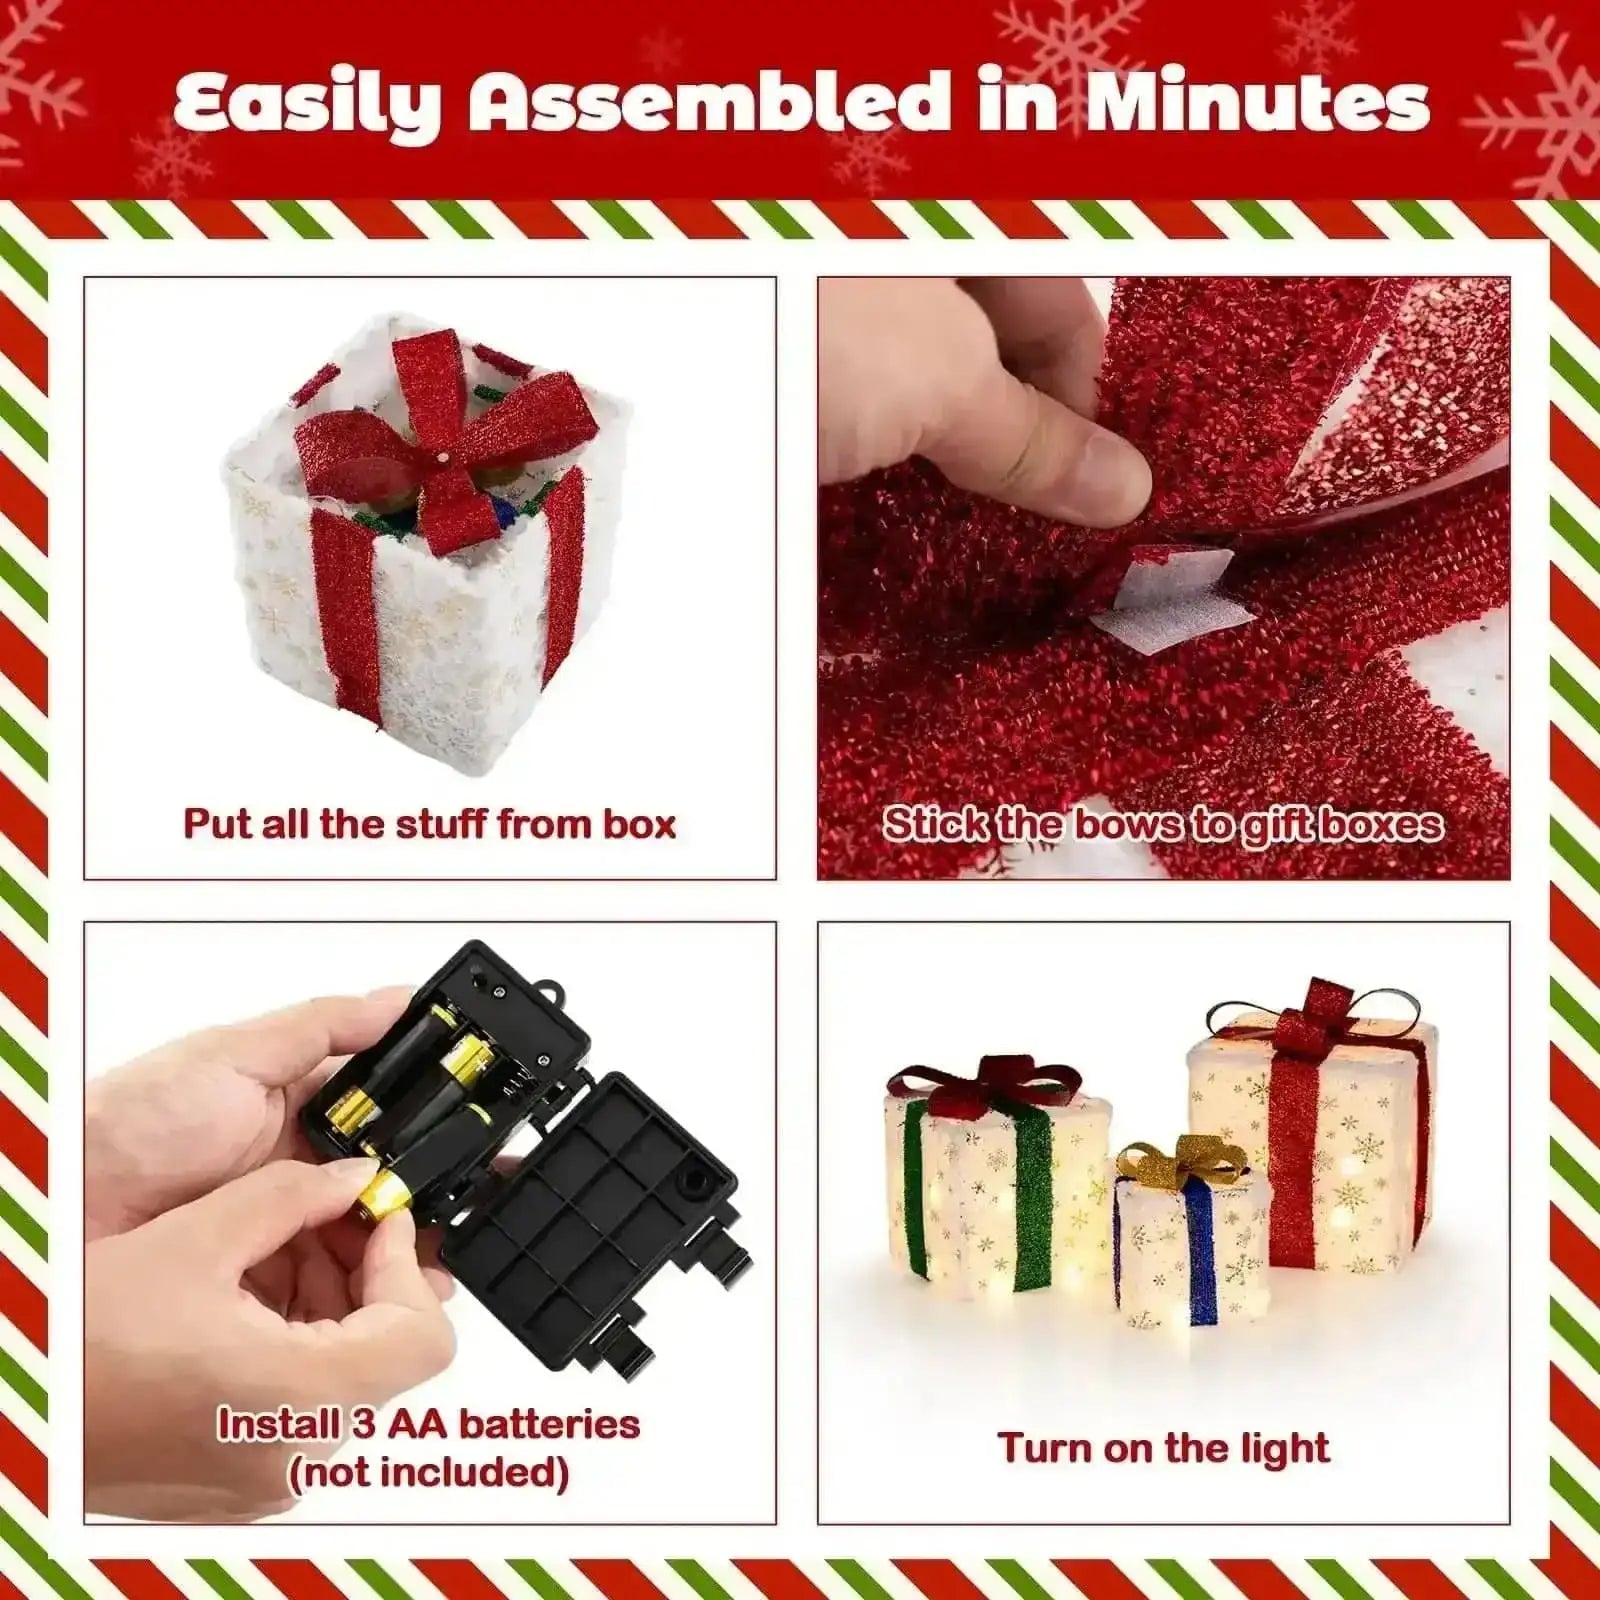 Easily Assembled in Minutes
Put all the stuff from box
Stick the bows to gift boxes
Install 3 AA batteries
(not included)
Turn on the light